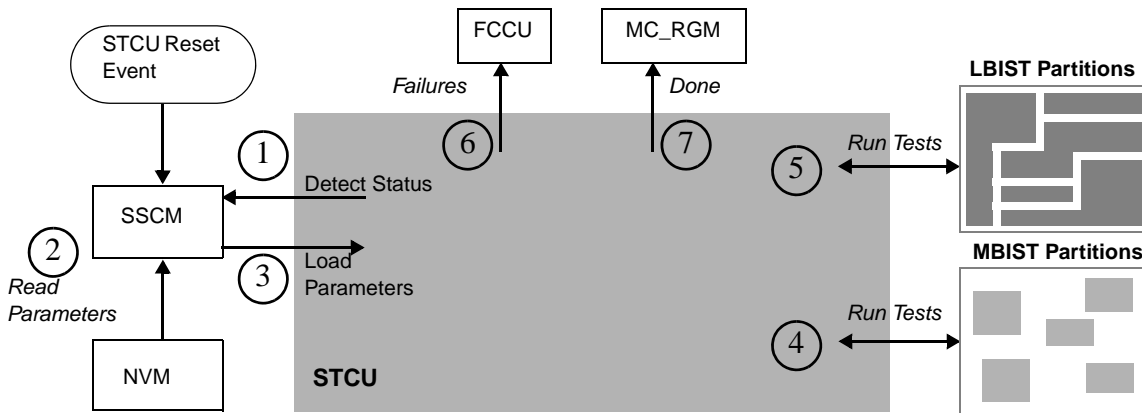 STCU Reset
Event
FCCU
MC_RGM
Failures
Done
LBIST Partitions
6
7
1
Run Tests
5
Detect Status
SSCM
2
3
Load
Parameters
Read
Parameters
MBIST Partitions
Run Tests
4
NVM
STCU